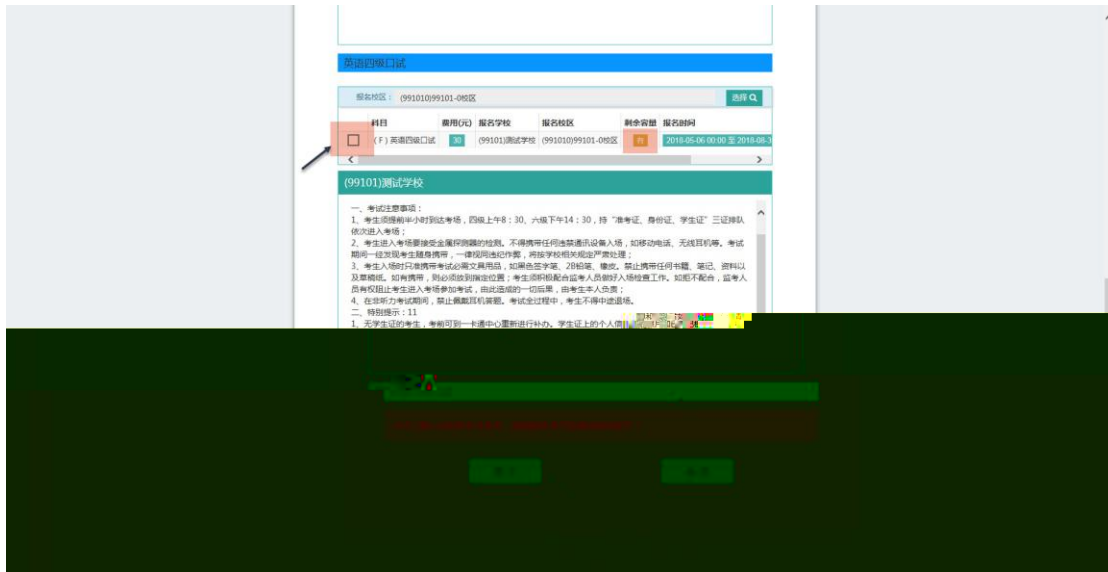 英语四级口试
报名校区： (991010)99101-0校区 选择
科目 费用(元) 报名学校 报名校区 剩余容量 报名时间
( F ) 英语四级口试 30 (99101)测试学校 (991010)99101-0校区 有 2018-05-06 00:00 至 2018-08-3
(99101)测试学校
一、考试注意事项：
1、考生须提前半小时到达考场，四级上午8：30、六级下午14：30，持“准考证、身份证、学生证”三证排队
依次进入考场；
2、考生进入考场要接受金属探测器的检测。不得携带任何违禁通讯设备入场，如移动电话、无线耳机等。考试
期间一经发现考生随身携带，一律视同违纪作弊，将按学校相关规定严肃处理；
3、考生入场时只准携带考试必需文具用品，如黑色签字笔、2B铅笔、橡皮。禁止携带任何书籍、笔记、资料以
及草稿纸。如有携带，则必须放到指定位置；考生须积极配合监考人员做好入场检查工作。如拒不配合，监考人
员有权阻止考生进入考场参加考试，由此造成的一切后果，由考生本人负责；
4、在非听力考试期间，禁止佩戴耳机答题。考试全过程中，考生不得中途退场。
二、特别提示：11
1、无学生证的考生，考前可到一卡通中心重新进行补办。学生证上的个人信